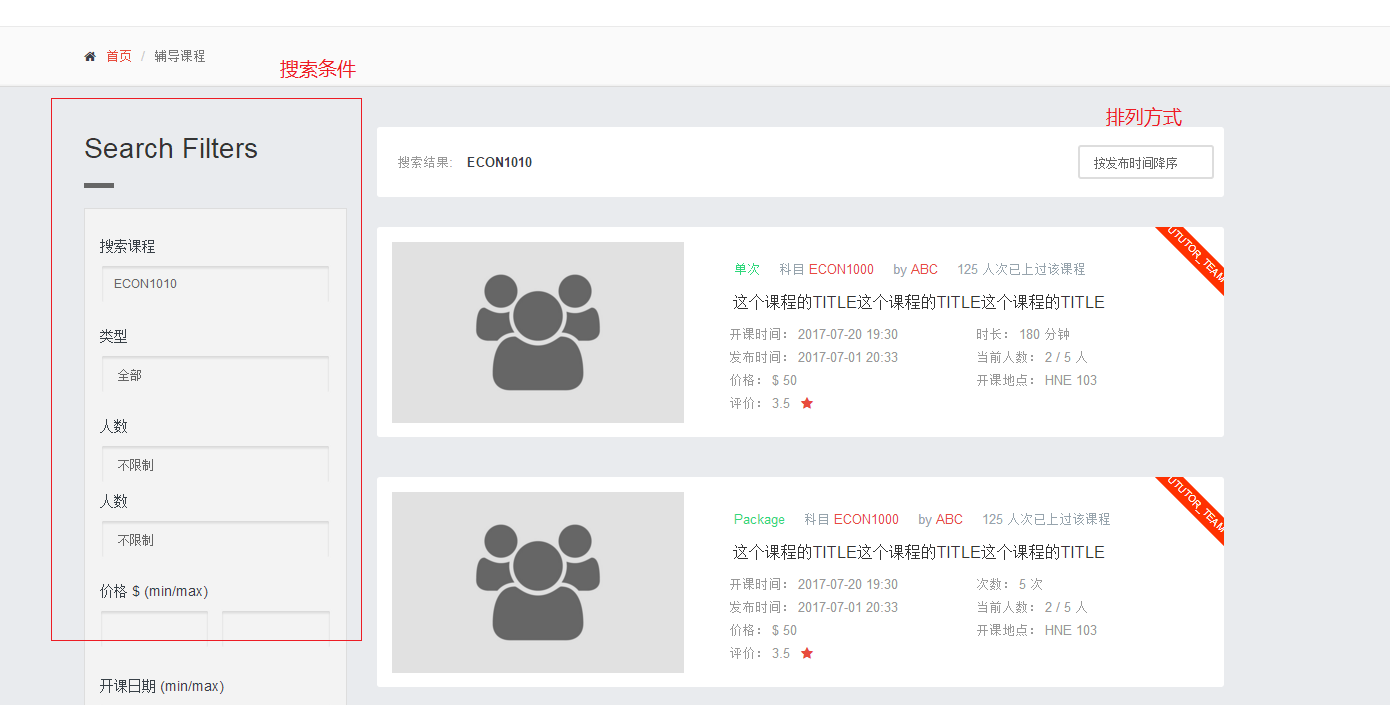 首页 / 辅导课程
搜索条件
Search Filters
搜索课程
ECON1010
类型
全部
人数
不限制
人数
不限制
价格 $ (min/max)
开课日期 (min/max)
排列方式
搜索结果: ECON1010
按发布时间降序
UTUTOR_TEAM
单次 科目 ECON1000 by ABC 125 人次已上过该课程
这个课程的TITLE这个课程的TITLE这个课程的TITLE
开课时间: 2017-07-20 19:30 时长: 180 分钟
发布时间: 2017-07-01 20:33 当前人数: 2 / 5 人
价格: $ 50 开课地点: HNE 103
评价: 3.5
UTUTOR_TEAM
Package 科目 ECON1000 by ABC 125 人次已上过该课程
这个课程的TITLE这个课程的TITLE这个课程的TITLE
开课时间: 2017-07-20 19:30 次数: 5 次
发布时间: 2017-07-01 20:33 当前人数: 2 / 5 人
价格: $ 50 开课地点: HNE 103
评价: 3.5